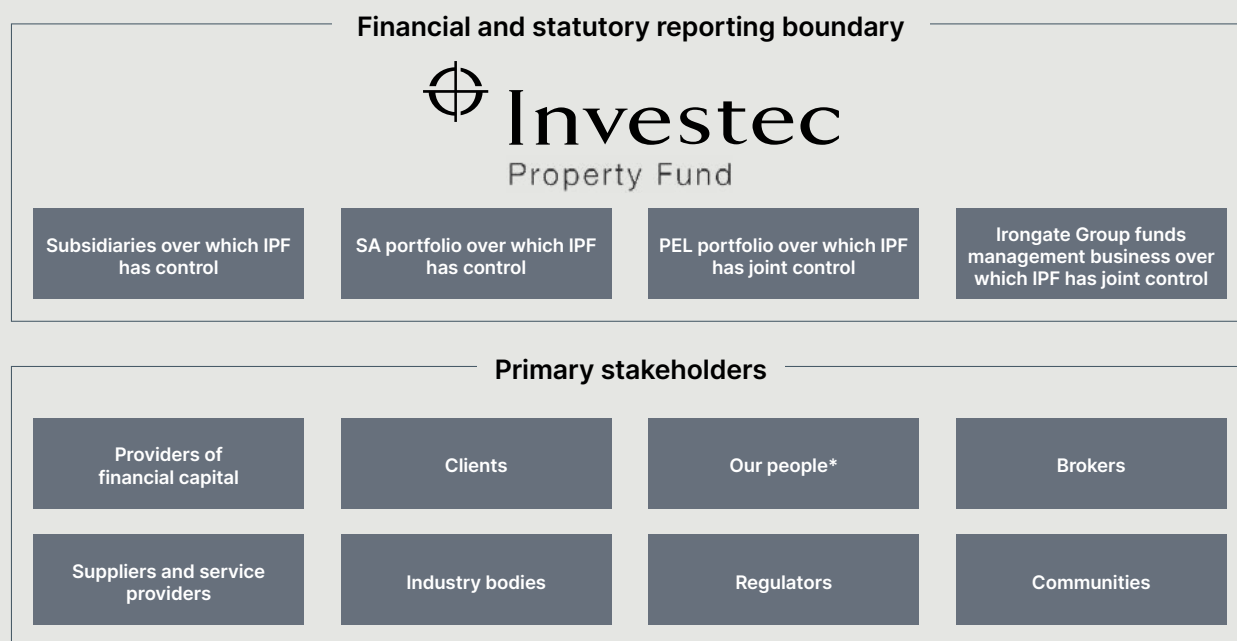 Financial and statutory reporting boundary
Investec
Property Fund
Subsidiaries over which IPF
has control
SA portfolio over which IPF
has control
PEL portfolio over which IPF
has joint control
Irongate Group funds
management business over
which IPF has joint control
Primary stakeholders
Providers of
financial capital
Clients
Our people*
Brokers
Suppliers and service
providers
Industry bodies
Regulators
Communities